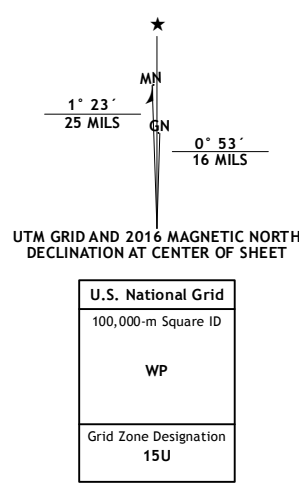 ★
MN
1° 23´
25 MILS
GN
0° 53´
16 MILS
UTM GRID AND 2016 MAGNETIC NORTH
DECLINATION AT CENTER OF SHEET
U.S. National Grid
100,000-m Square ID
WP
Grid Zone Designation
15U